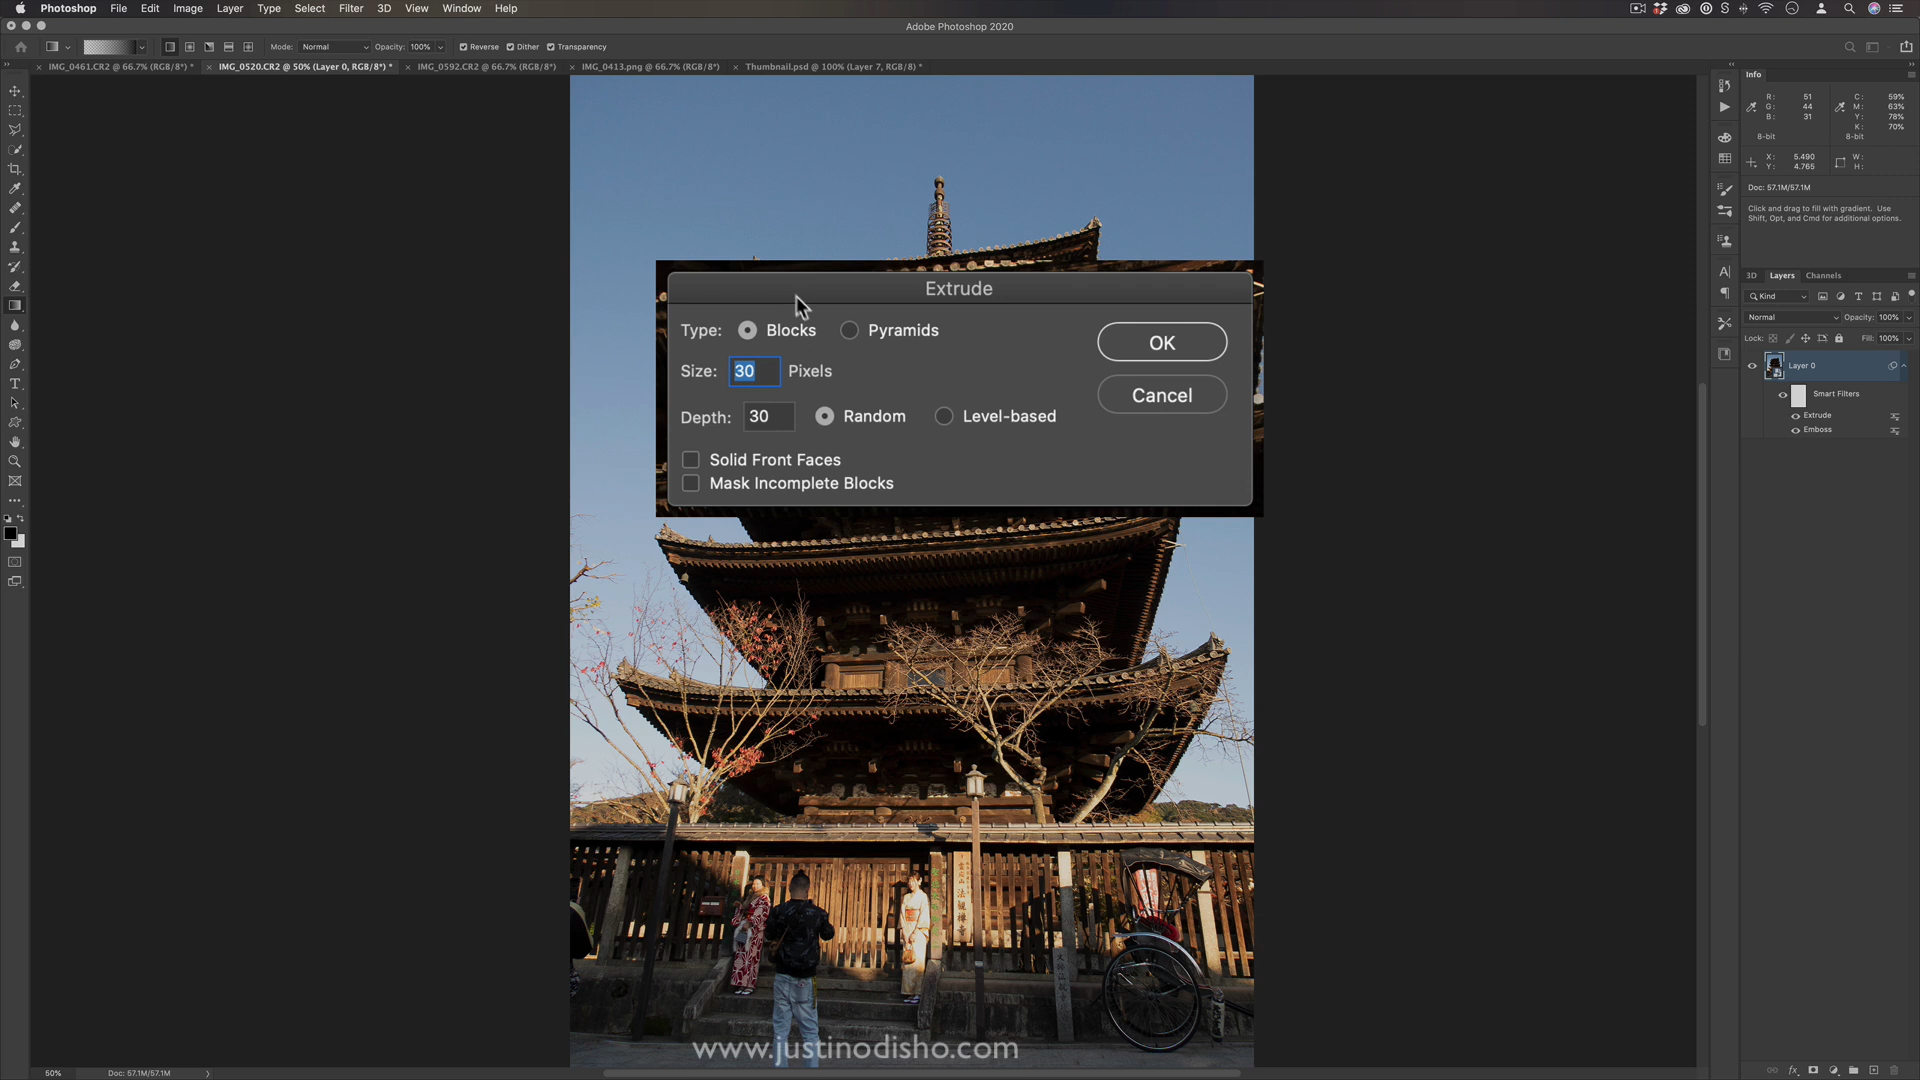 Photoshop File Edit Image Layer Type Select Filter 3D View Window Help
Adobe Photoshop 2020
Mode: Normal Opacity: 100% Reverse Dither Transparency
IMG_0461.CR2 @ 66.7% (RGB/8*) * IMG_0520.CR2 @ 50% (Layer 0, RGB/8*) * IMG_0592.CR2 @ 66.7% (RGB/8*) IMG_0413.png @ 66.7% (RGB/8*) Thumbnail.psd @ 100% (Layer 7, RGB/8) *
Info
R: 51 C: 59%
G: 44 M: 63%
B: 31 Y: 78%
K: 70%
8-bit 8-bit
X: 5.490 W:
Y: 4.765 H:
Doc: 57.1M/57.1M
Click and drag to fill with gradient. Use
Shift, Opt, and Cmd for additional options.
3D Layers Channels
Kind
Normal Opacity: 100%
Lock: Fill: 100%
Layer 0
Smart Filters
Extrude
Emboss
Extrude
Type: Blocks Pyramids
OK
Size: 30 Pixels
Cancel
Depth: 30 Random Level-based
Solid Front Faces
Mask Incomplete Blocks
法観禅寺
www.justinodisho.com
50% Doc: 57.1M/57.1M